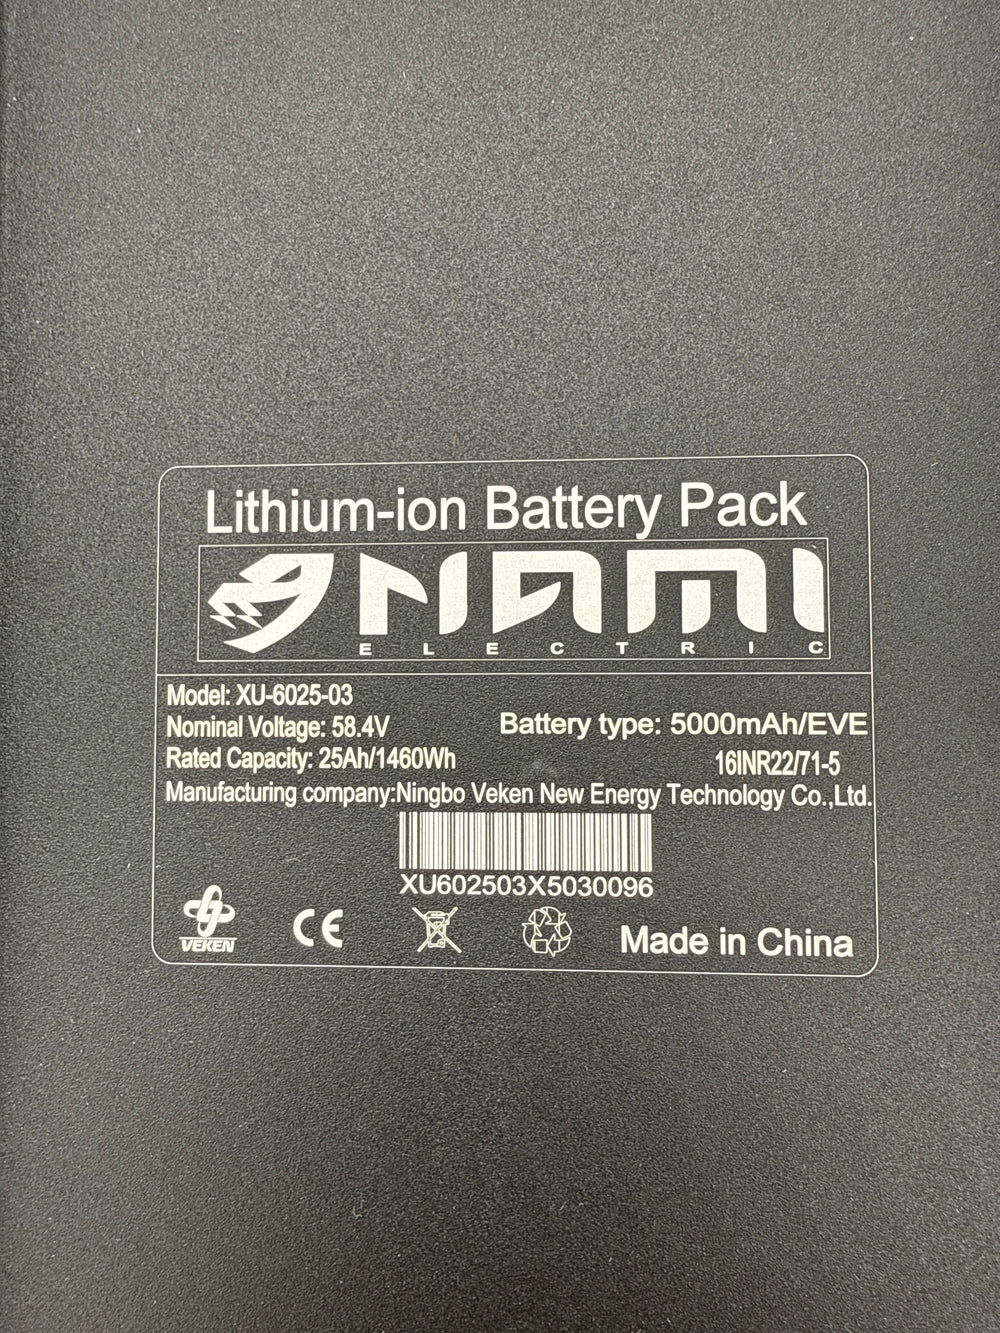 Lithium-ion Battery Pack
NAMI
ELECTRIC
Model: XU-6025-03
Nominal Voltage: 58.4V
Battery type: 5000mAh/EVE
Rated Capacity: 25Ah/1460Wh
16INR22/71-5
Manufacturing company:Ningbo Veken New Energy Technology Co.,Ltd.
XU602503X5030096
VEKEN
CE
Made in China